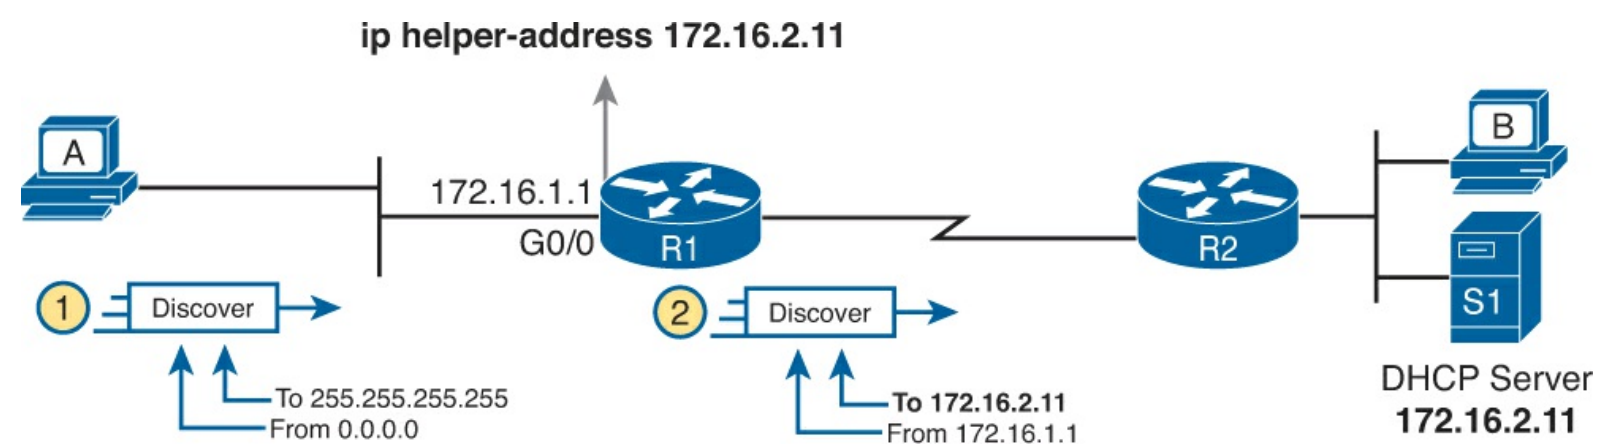 ip helper-address 172.16.2.11
A
B
172.16.1.1
G0/0
R1
R2
S1
1
Discover
2
Discover
To 255.255.255.255
From 0.0.0.0
To 172.16.2.11
From 172.16.1.1
DHCP Server
172.16.2.11